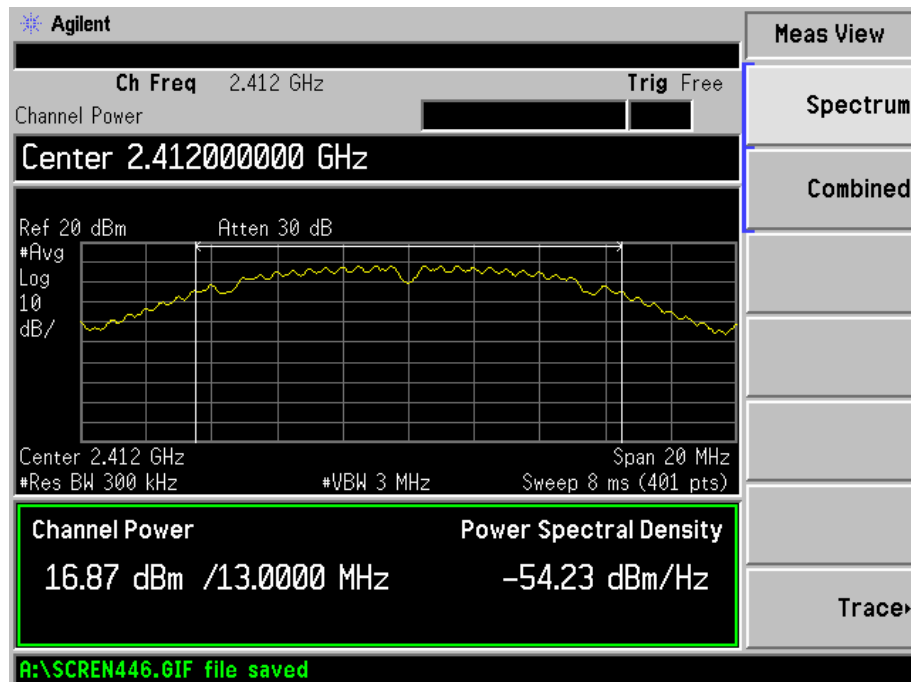 Agilent
Meas View
Ch Freq 2.412 GHz Trig Free
Channel Power
Spectrum
Center 2.412000000 GHz
Combined
Ref 20 dBm Atten 30 dB
#Avg
Log
10
dB/
Center 2.412 GHz Span 20 MHz
#Res BW 300 kHz #VBW 3 MHz Sweep 8 ms (401 pts)
Channel Power Power Spectral Density
16.87 dBm /13.0000 MHz -54.23 dBm/Hz
Trace
A:\SCREN446.GIF file saved